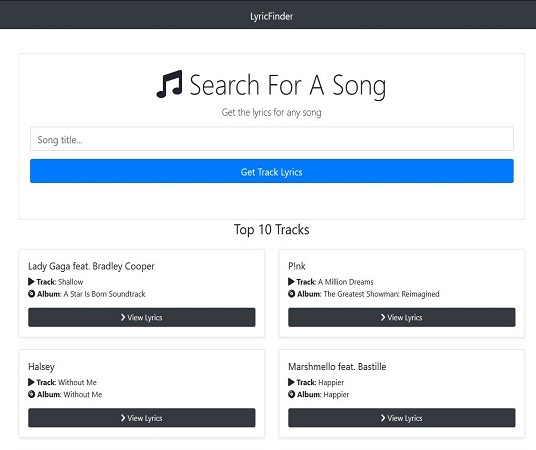 LyricFinder
Search For A Song
Get the lyrics for any song
Song title...
Get Track Lyrics
Top 10 Tracks
Lady Gaga feat. Bradley Cooper
Track: Shallow
Album: A Star Is Born Soundtrack
View Lyrics
P!nk
Track: A Million Dreams
Album: The Greatest Showman: Reimagined
View Lyrics
Halsey
Track: Without Me
Album: Without Me
View Lyrics
Marshmello feat. Bastille
Track: Happier
Album: Happier
View Lyrics